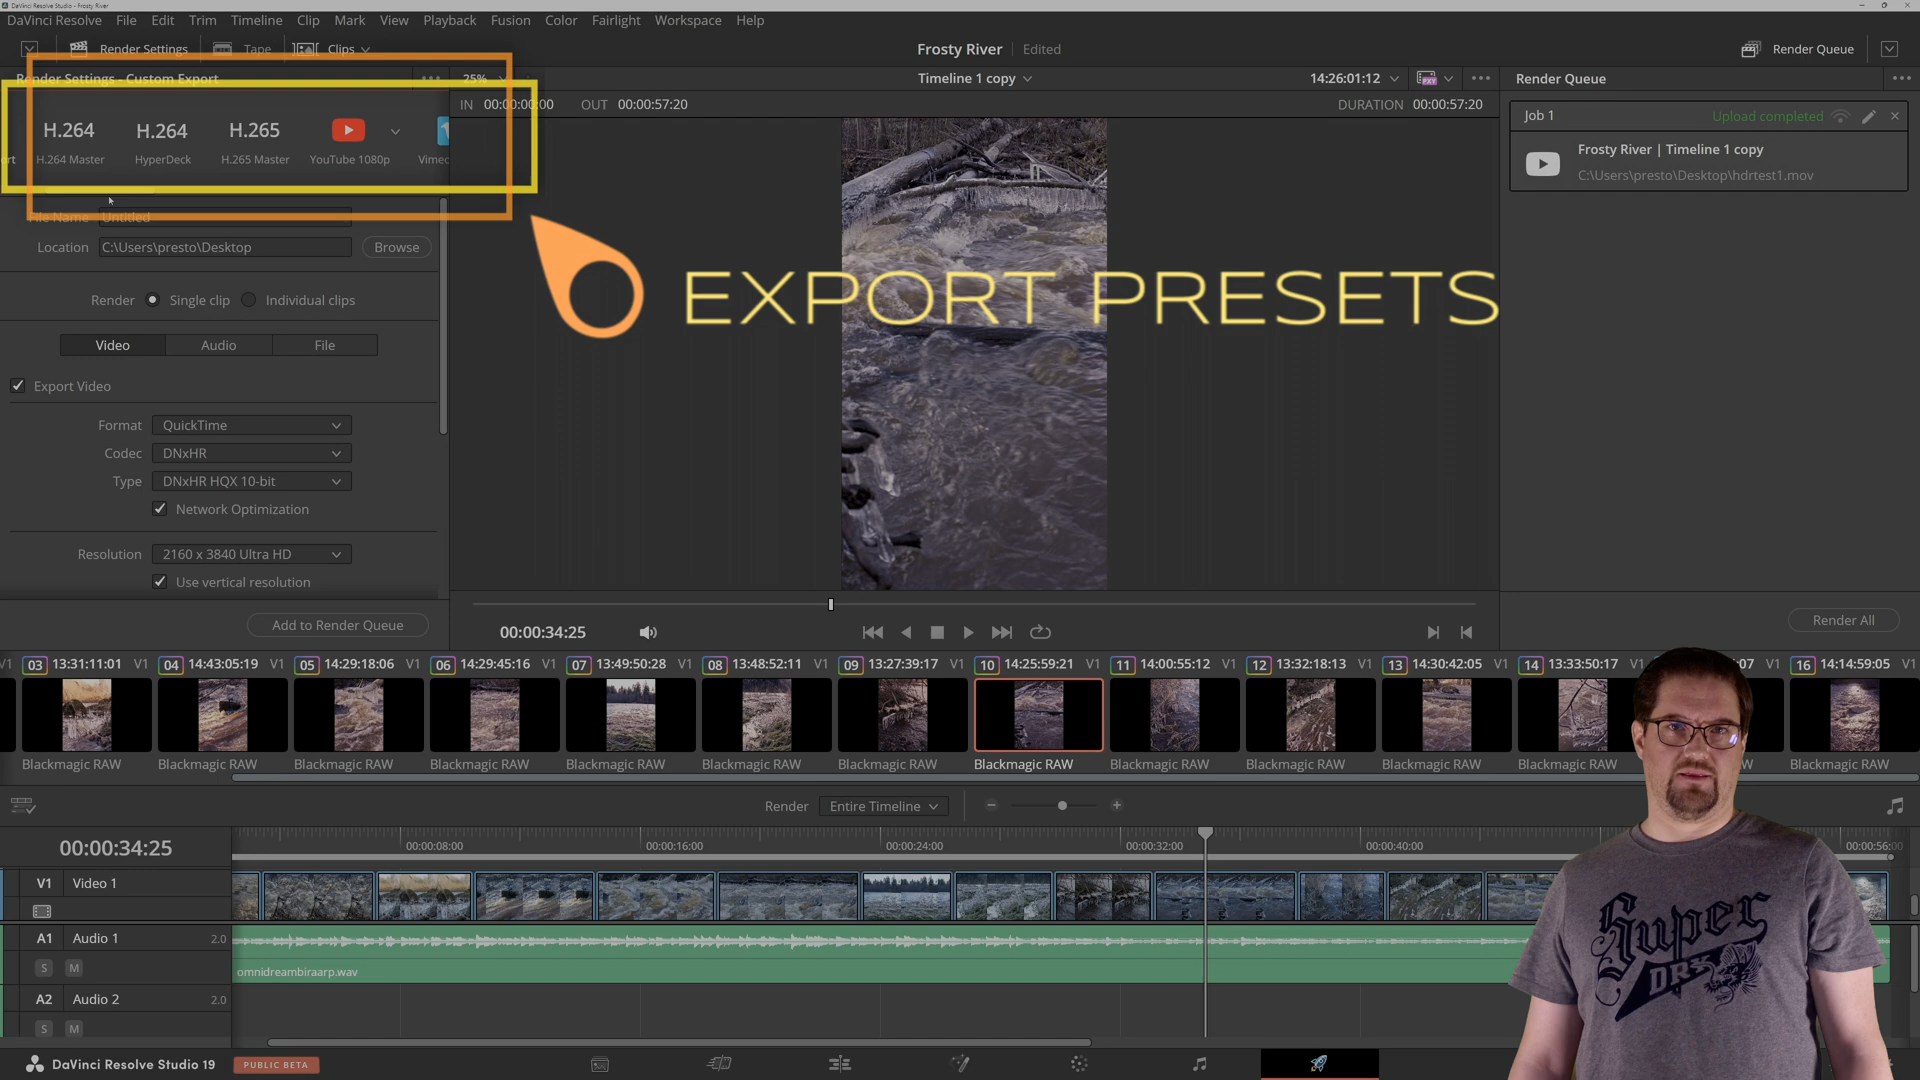 DaVinci Resolve Studio - Frosty River
DaVinci Resolve File Edit Trim Timeline Clip Mark View Playback Fusion Color Fairlight Workspace Help
Render Settings Tape Clips Frosty River Edited Render Queue
Render Settings - Custom Export 25% Timeline 1 copy 14:26:01:12 PXY Render Queue
IN 00:00:00:00 OUT 00:00:57:20 DURATION 00:00:57:20
Job 1 Upload completed
H.264 H.264 H.265
ort H.264 Master HyperDeck H.265 Master YouTube 1080p Vimec
Frosty River | Timeline 1 copy
C:\Users\presto\Desktop\hdrtest1.mov
File Name Untitled
Location C:\Users\presto\Desktop Browse
EXPORT PRESETS
Render Single clip Individual clips
Video Audio File
Export Video
Format QuickTime
Codec DNxHR
Type DNxHR HQX 10-bit
Network Optimization
Resolution 2160 x 3840 Ultra HD
Use vertical resolution
Add to Render Queue 00:00:34:25 Render All
V1 03 13:31:11:01 V1 04 14:43:05:19 V1 05 14:29:18:06 V1 06 14:29:45:16 V1 07 13:49:50:28 V1 08 13:48:52:11 V1 09 13:27:39:17 V1 10 14:25:59:21 V1 11 14:00:55:12 V1 12 13:32:18:13 V1 13 14:30:42:05 V1 14 13:33:50:17 V1 :07 V1 16 14:14:59:05 V1
Blackmagic RAW Blackmagic RAW Blackmagic RAW Blackmagic RAW Blackmagic RAW Blackmagic RAW Blackmagic RAW Blackmagic RAW Blackmagic RAW Blackmagic RAW Blackmagic RAW Blackmagic RAW W Blackmagic RAW
Render Entire Timeline
00:00:34:25 00:00:08:00 00:00:16:00 00:00:24:00 00:00:32:00 00:00:40:00 00:00:56:00
V1 Video 1
A1 Audio 1 2.0
S M omnidreambiraarp.wav
A2 Audio 2 2.0
S M
Super
DRY
DaVinci Resolve Studio 19 PUBLIC BETA